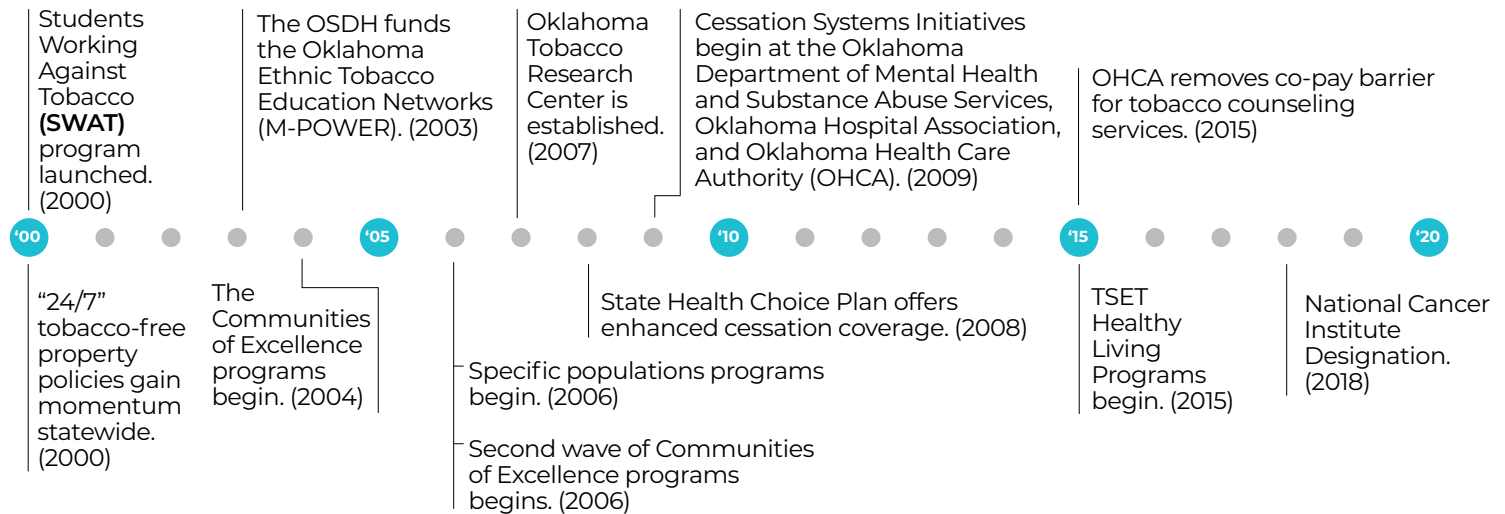 Students
Working
Against
Tobacco
(SWAT)
program
launched.
(2000)
The OSDH funds
the Oklahoma
Ethnic Tobacco
Education Networks
(M-POWER). (2003)
Oklahoma
Tobacco
Research
Center is
established.
(2007)
Cessation Systems Initiatives
begin at the Oklahoma
Department of Mental Health
and Substance Abuse Services,
Oklahoma Hospital Association,
and Oklahoma Health Care
Authority (OHCA). (2009)
OHCA removes co-pay barrier
for tobacco counseling
services. (2015)
‘00
‘05
‘10
‘15
‘20
“24/7”
tobacco-free
property
policies gain
momentum
statewide.
(2000)
The
Communities
of Excellence
programs
begin. (2004)
Specific populations programs
begin. (2006)
Second wave of Communities
of Excellence programs
begins. (2006)
State Health Choice Plan offers
enhanced cessation coverage. (2008)
TSET
Healthy
Living
Programs
begin. (2015)
National Cancer
Institute
Designation.
(2018)